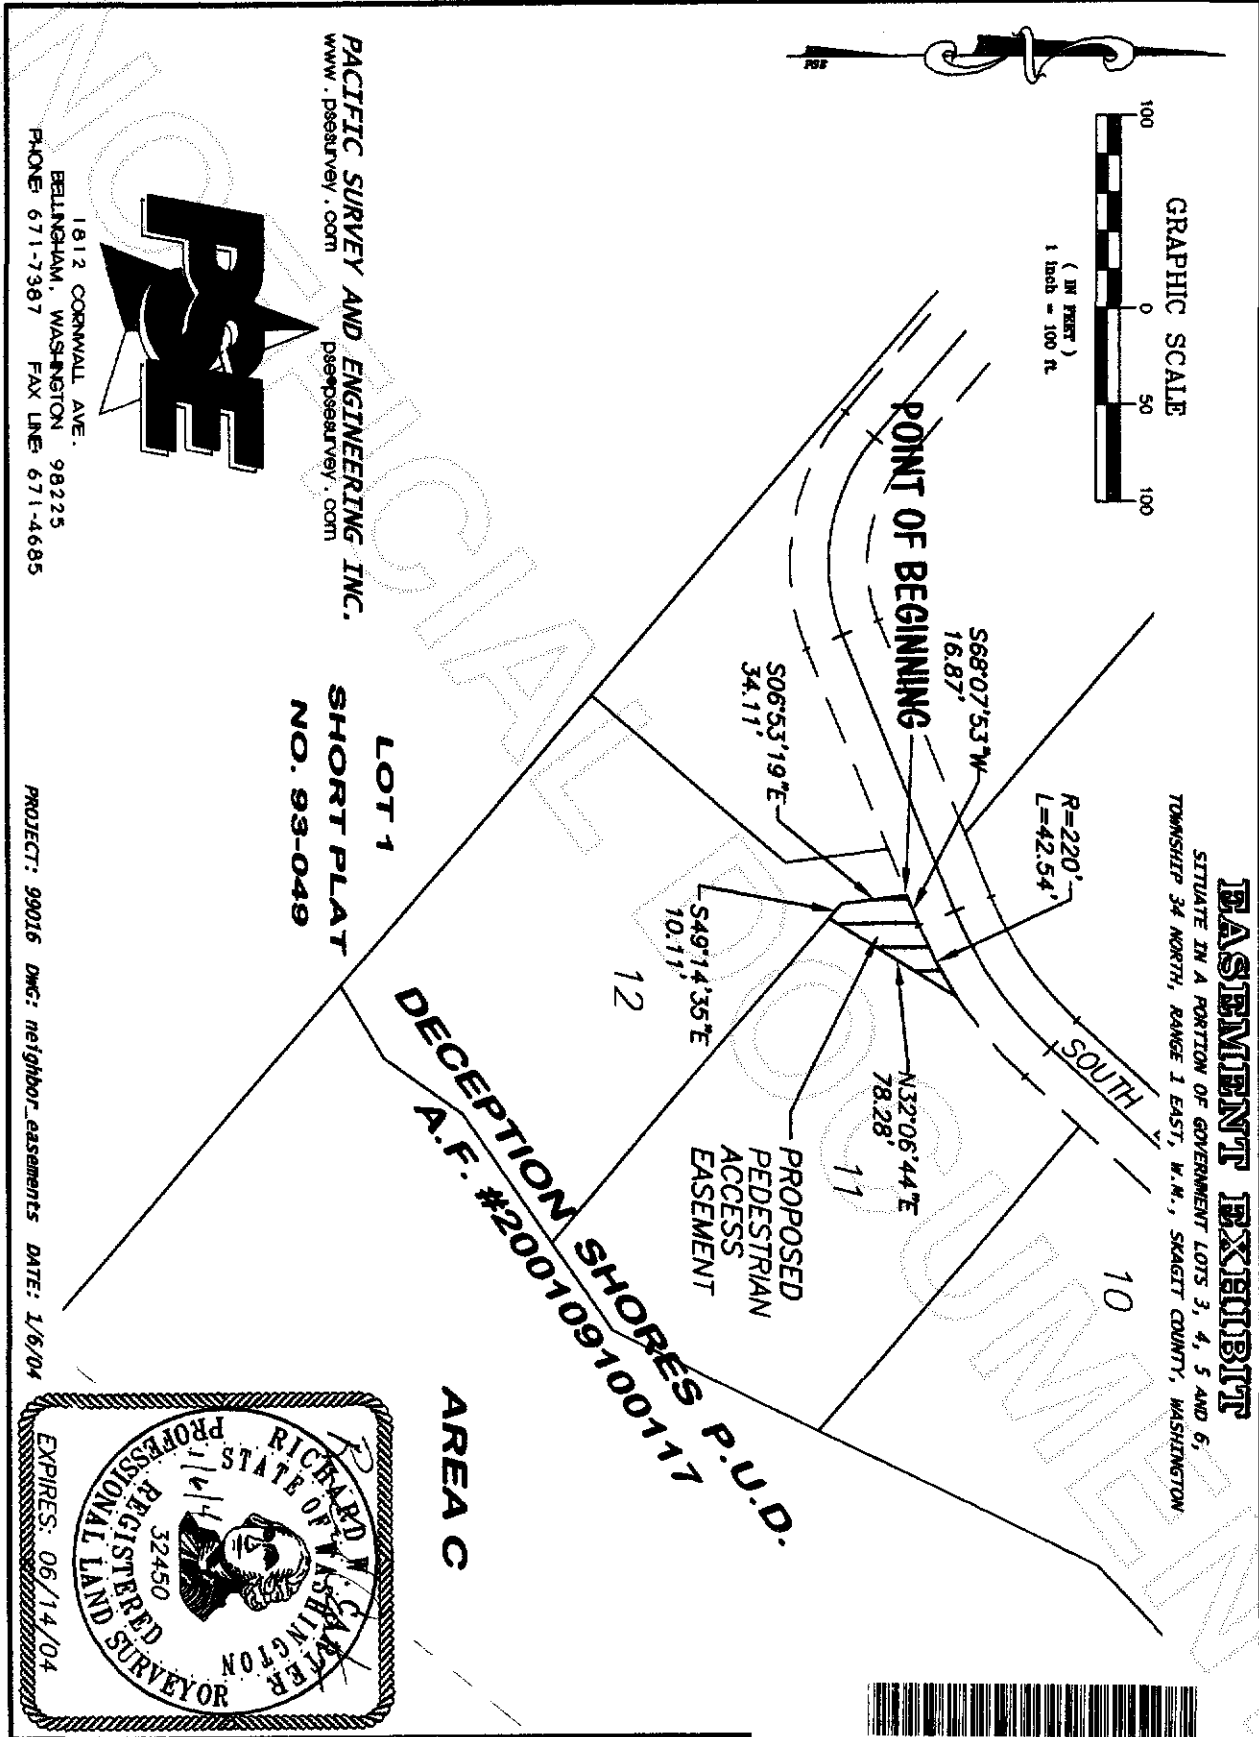 EASEMENT EXHIBIT
SITUATE IN A PORTION OF GOVERNMENT LOTS 3, 4, 5 AND 6,
TOWNSHIP 34 NORTH, RANGE 1 EAST, W.M., SKAGIT COUNTY, WASHINGTON
GRAPHIC SCALE
100 0 50 100
( IN FEET )
1 inch = 100 ft.
PSE
POINT OF BEGINNING
S68°07'53"W
16.87'
R=220'
L=42.54'
S06°53'19"E
34.11'
S49°14'35"E
10.11'
N32°06'44"E
78.28'
SOUTH
10
11
12
PROPOSED
PEDESTRIAN
ACCESS
EASEMENT
DECEPTION SHORES P.U.D.
A.F. #200109100117
AREA C
LOT 1
SHORT PLAT
NO. 93-049
PACIFIC SURVEY AND ENGINEERING INC.
www.psesurvey.com pse@psesurvey.com
PSE
1812 CORNWALL AVE.
BELLINGHAM, WASHINGTON 98225
PHONE: 671-7387 FAX LINE: 671-4685
PROJECT: 99016 DWG: neighbor_easements DATE: 1/6/04
RICHARD W. CARTER
STATE OF WASHINGTON
32450
REGISTERED
PROFESSIONAL LAND SURVEYOR
EXPIRES: 06/14/04
UNOFFICIAL DOCUMENT